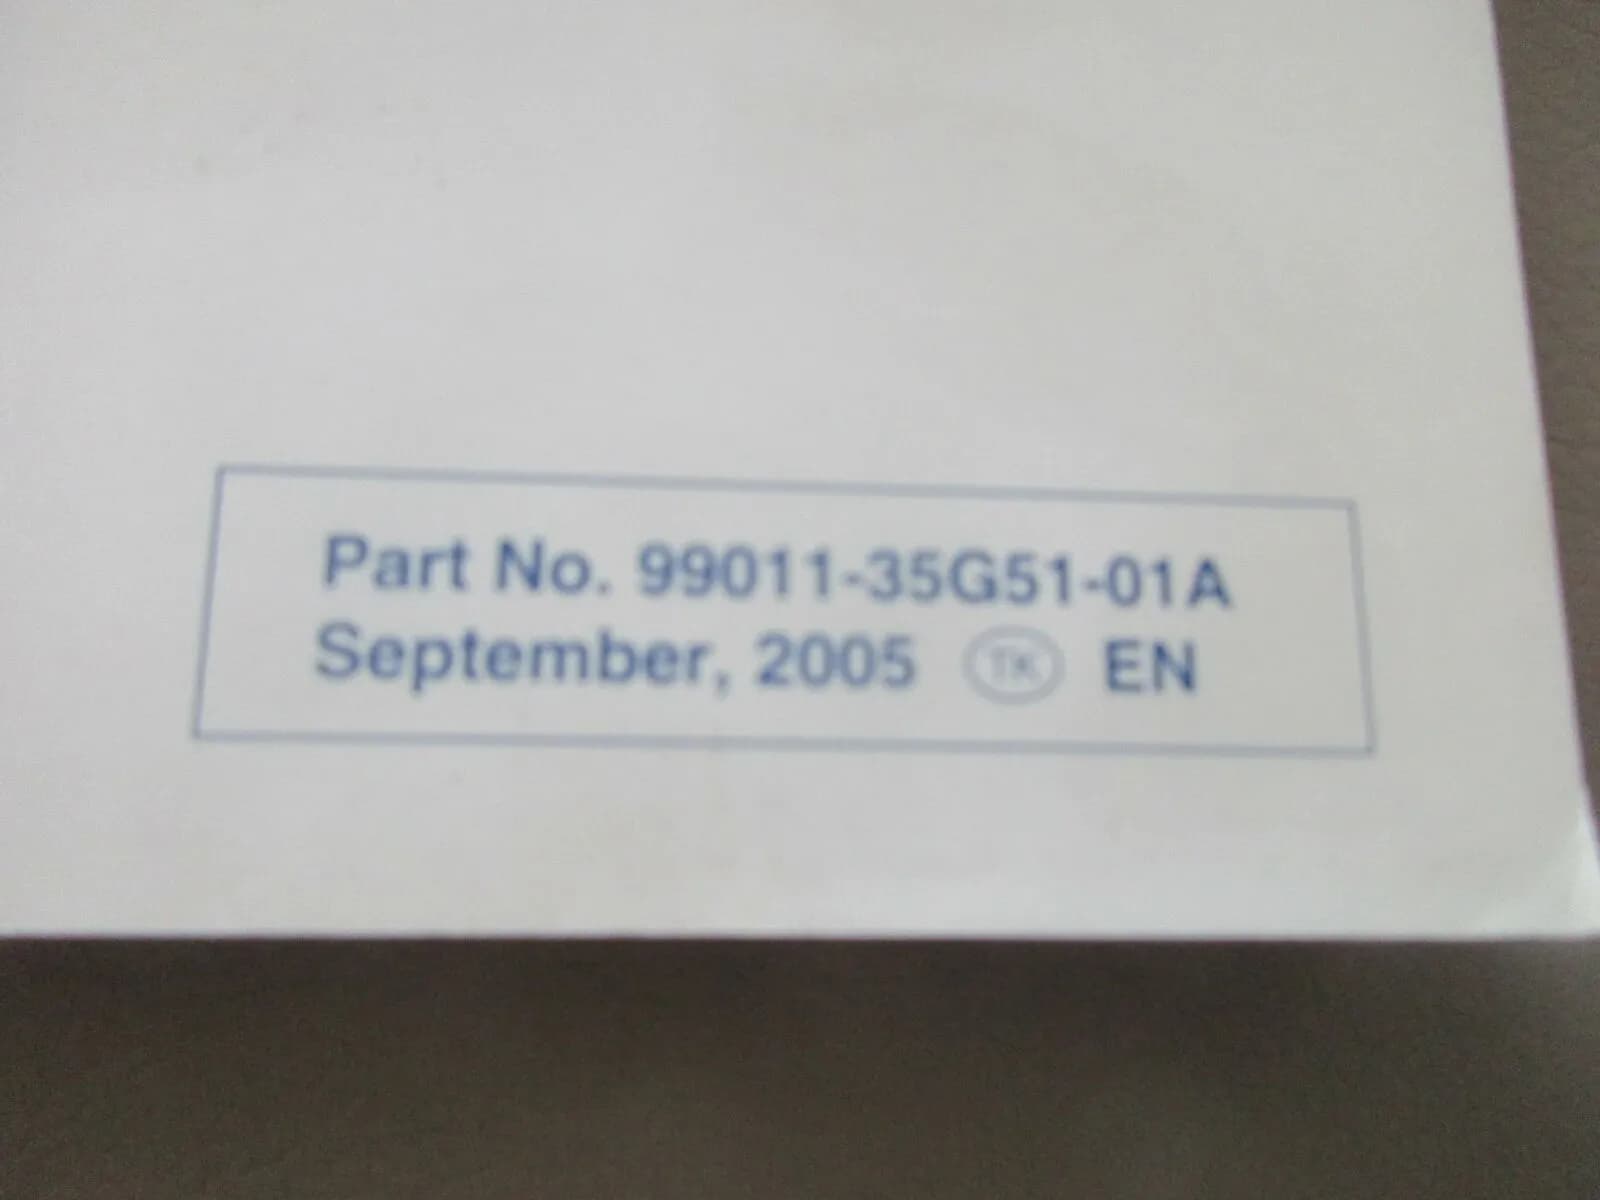 Part No. 99011-35G51-01A
September, 2005 TK EN